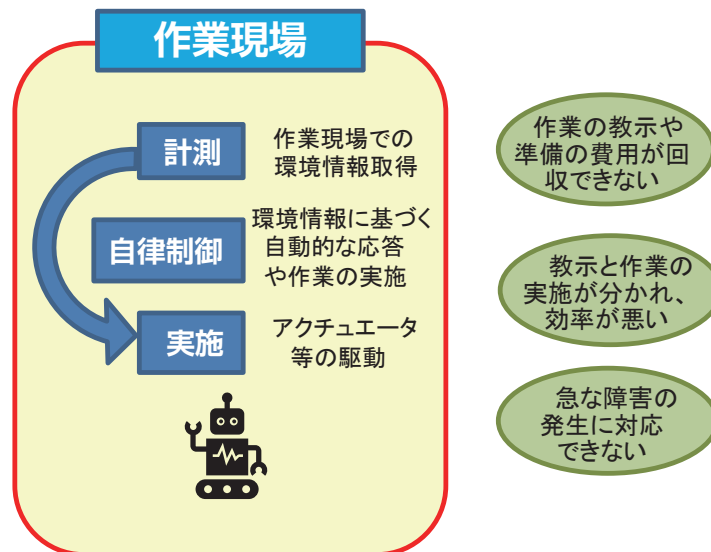 作業現場
計測
作業現場での
環境情報取得
自律制御
環境情報に基づく
自動的な応答
や作業の実施
実施
アクチュエータ
等の駆動
作業の教示や
準備の費用が回
収できない
教示と作業の
実施が分かれ、
効率が悪い
急な障害の
発生に対応
できない